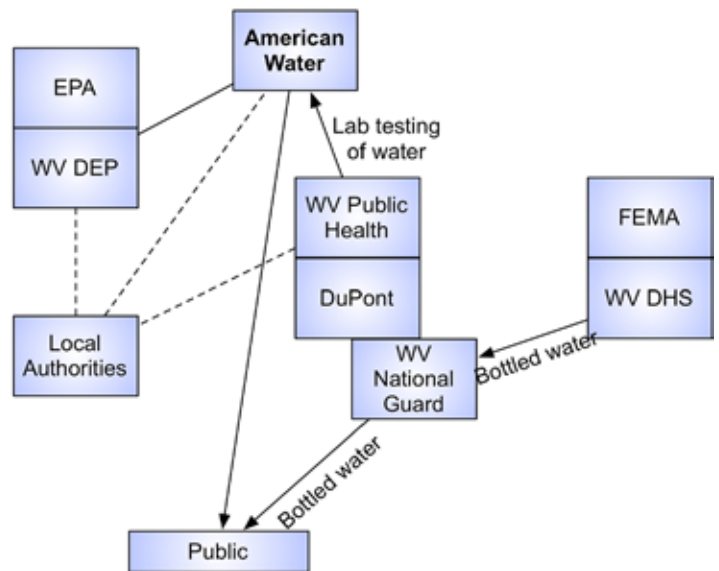 American
Water
EPA
WV DEP
Lab testing
of water
WV Public
Health
FEMA
DuPont
WV DHS
Local
Authorities
WV
National
Guard
Bottled water
Bottled water
Public